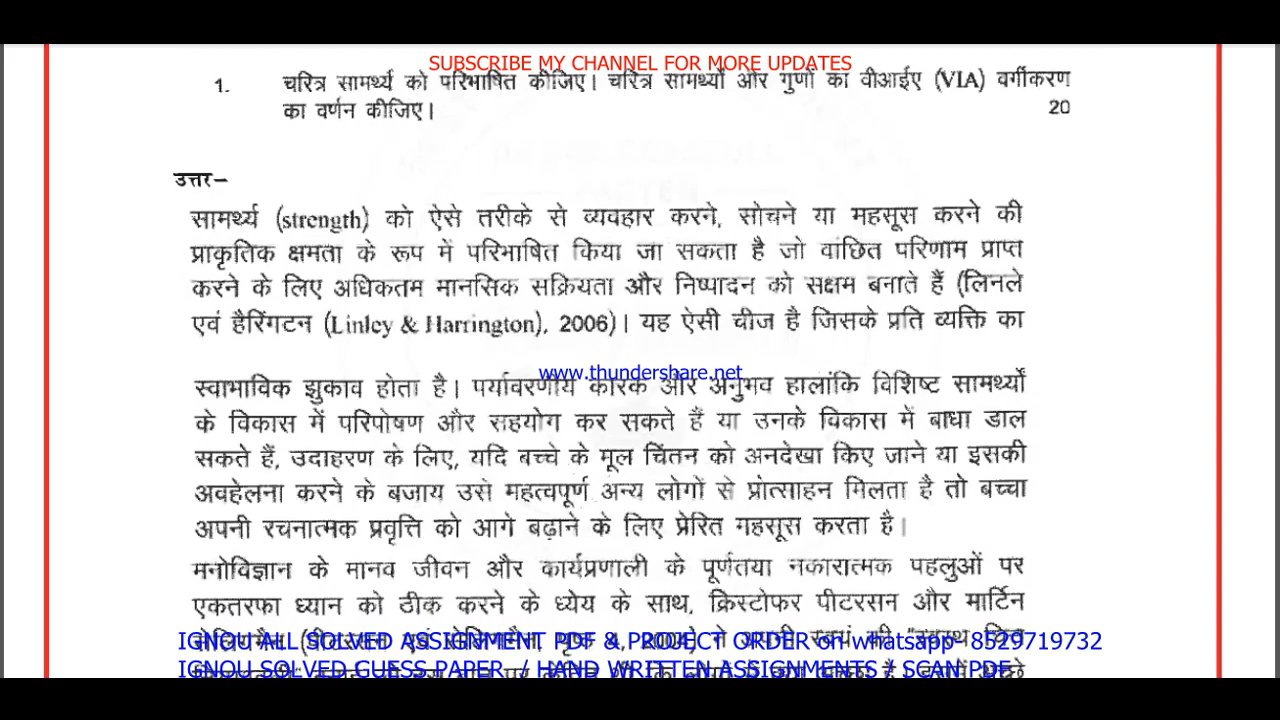 SUBSCRIBE MY CHANNEL FOR MORE UPDATES
1. चरित्र सामर्थ्य को परिभाषित कीजिए। चरित्र सामर्थ्यों और गुणों का वीआईए (VIA) वर्गीकरण
का वर्णन कीजिए। 20
उत्तर–
सामर्थ्य (strength) को ऐसे तरीके से व्यवहार करने, सोचने या महसूस करने की
प्राकृतिक क्षमता के रूप में परिभाषित किया जा सकता है जो वांछित परिणाम प्राप्त
करने के लिए अधिकतम मानसिक सक्रियता और निष्पादन को सक्षम बनाते हैं (लिनले
एवं हैरिंगटन (Linley & Harrington), 2006)। यह ऐसी चीज है जिसके प्रति व्यक्ति का
www.thundershare.net
स्वाभाविक झुकाव होता है। पर्यावरणीय कारक और अनुभव हालांकि विशिष्ट सामर्थ्यों
के विकास में परिपोषण और सहयोग कर सकते हैं या उनके विकास में बाधा डाल
सकते हैं, उदाहरण के लिए, यदि बच्चे के मूल चिंतन को अनदेखा किए जाने या इसकी
अवहेलना करने के बजाय उसे महत्वपूर्ण अन्य लोगों से प्रोत्साहन मिलता है तो बच्चा
अपनी रचनात्मक प्रवृत्ति को आगे बढ़ाने के लिए प्रेरित महसूस करता है।
मनोविज्ञान के मानव जीवन और कार्यप्रणाली के पूर्णतया नकारात्मक पहलुओं पर
एकतरफा ध्यान को ठीक करने के ध्येय के साथ, क्रिस्टोफर पीटरसन और मार्टिन
IGNOU ALL SOLVED ASSIGNMENT PDF & PROJECT ORDER on whatsapp- 8529719732
IGNOU SOLVED GUESS PAPER / HAND WRITTEN ASSIGNMENTS / SCAN PDF